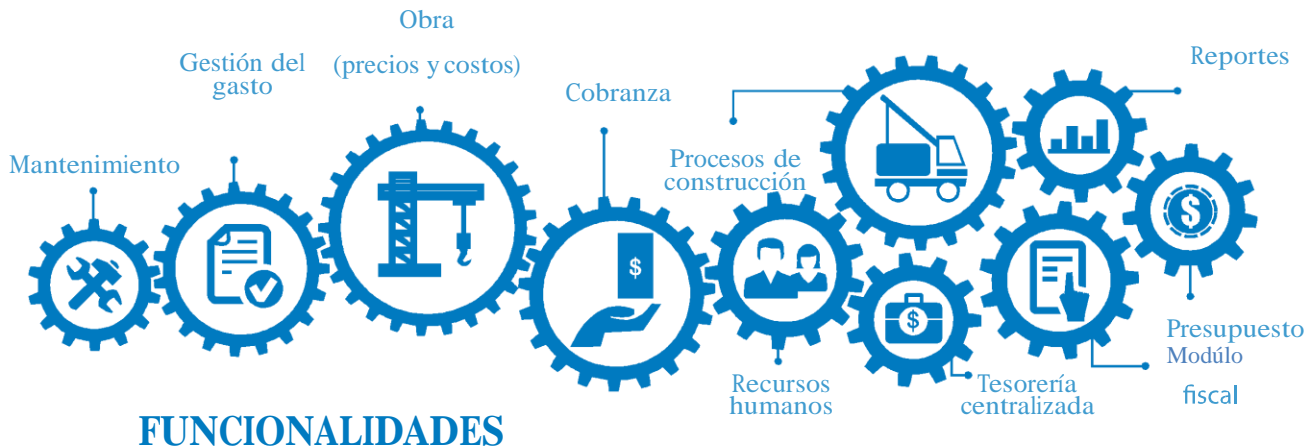 Obra
(precios y costos)
Gestión del
gasto
Cobranza
Reportes
Mantenimiento
Procesos de
construcción
$
$
$
Presupuesto
Modúlo
fiscal
Recursos
humanos
Tesorería
centralizada
FUNCIONALIDADES